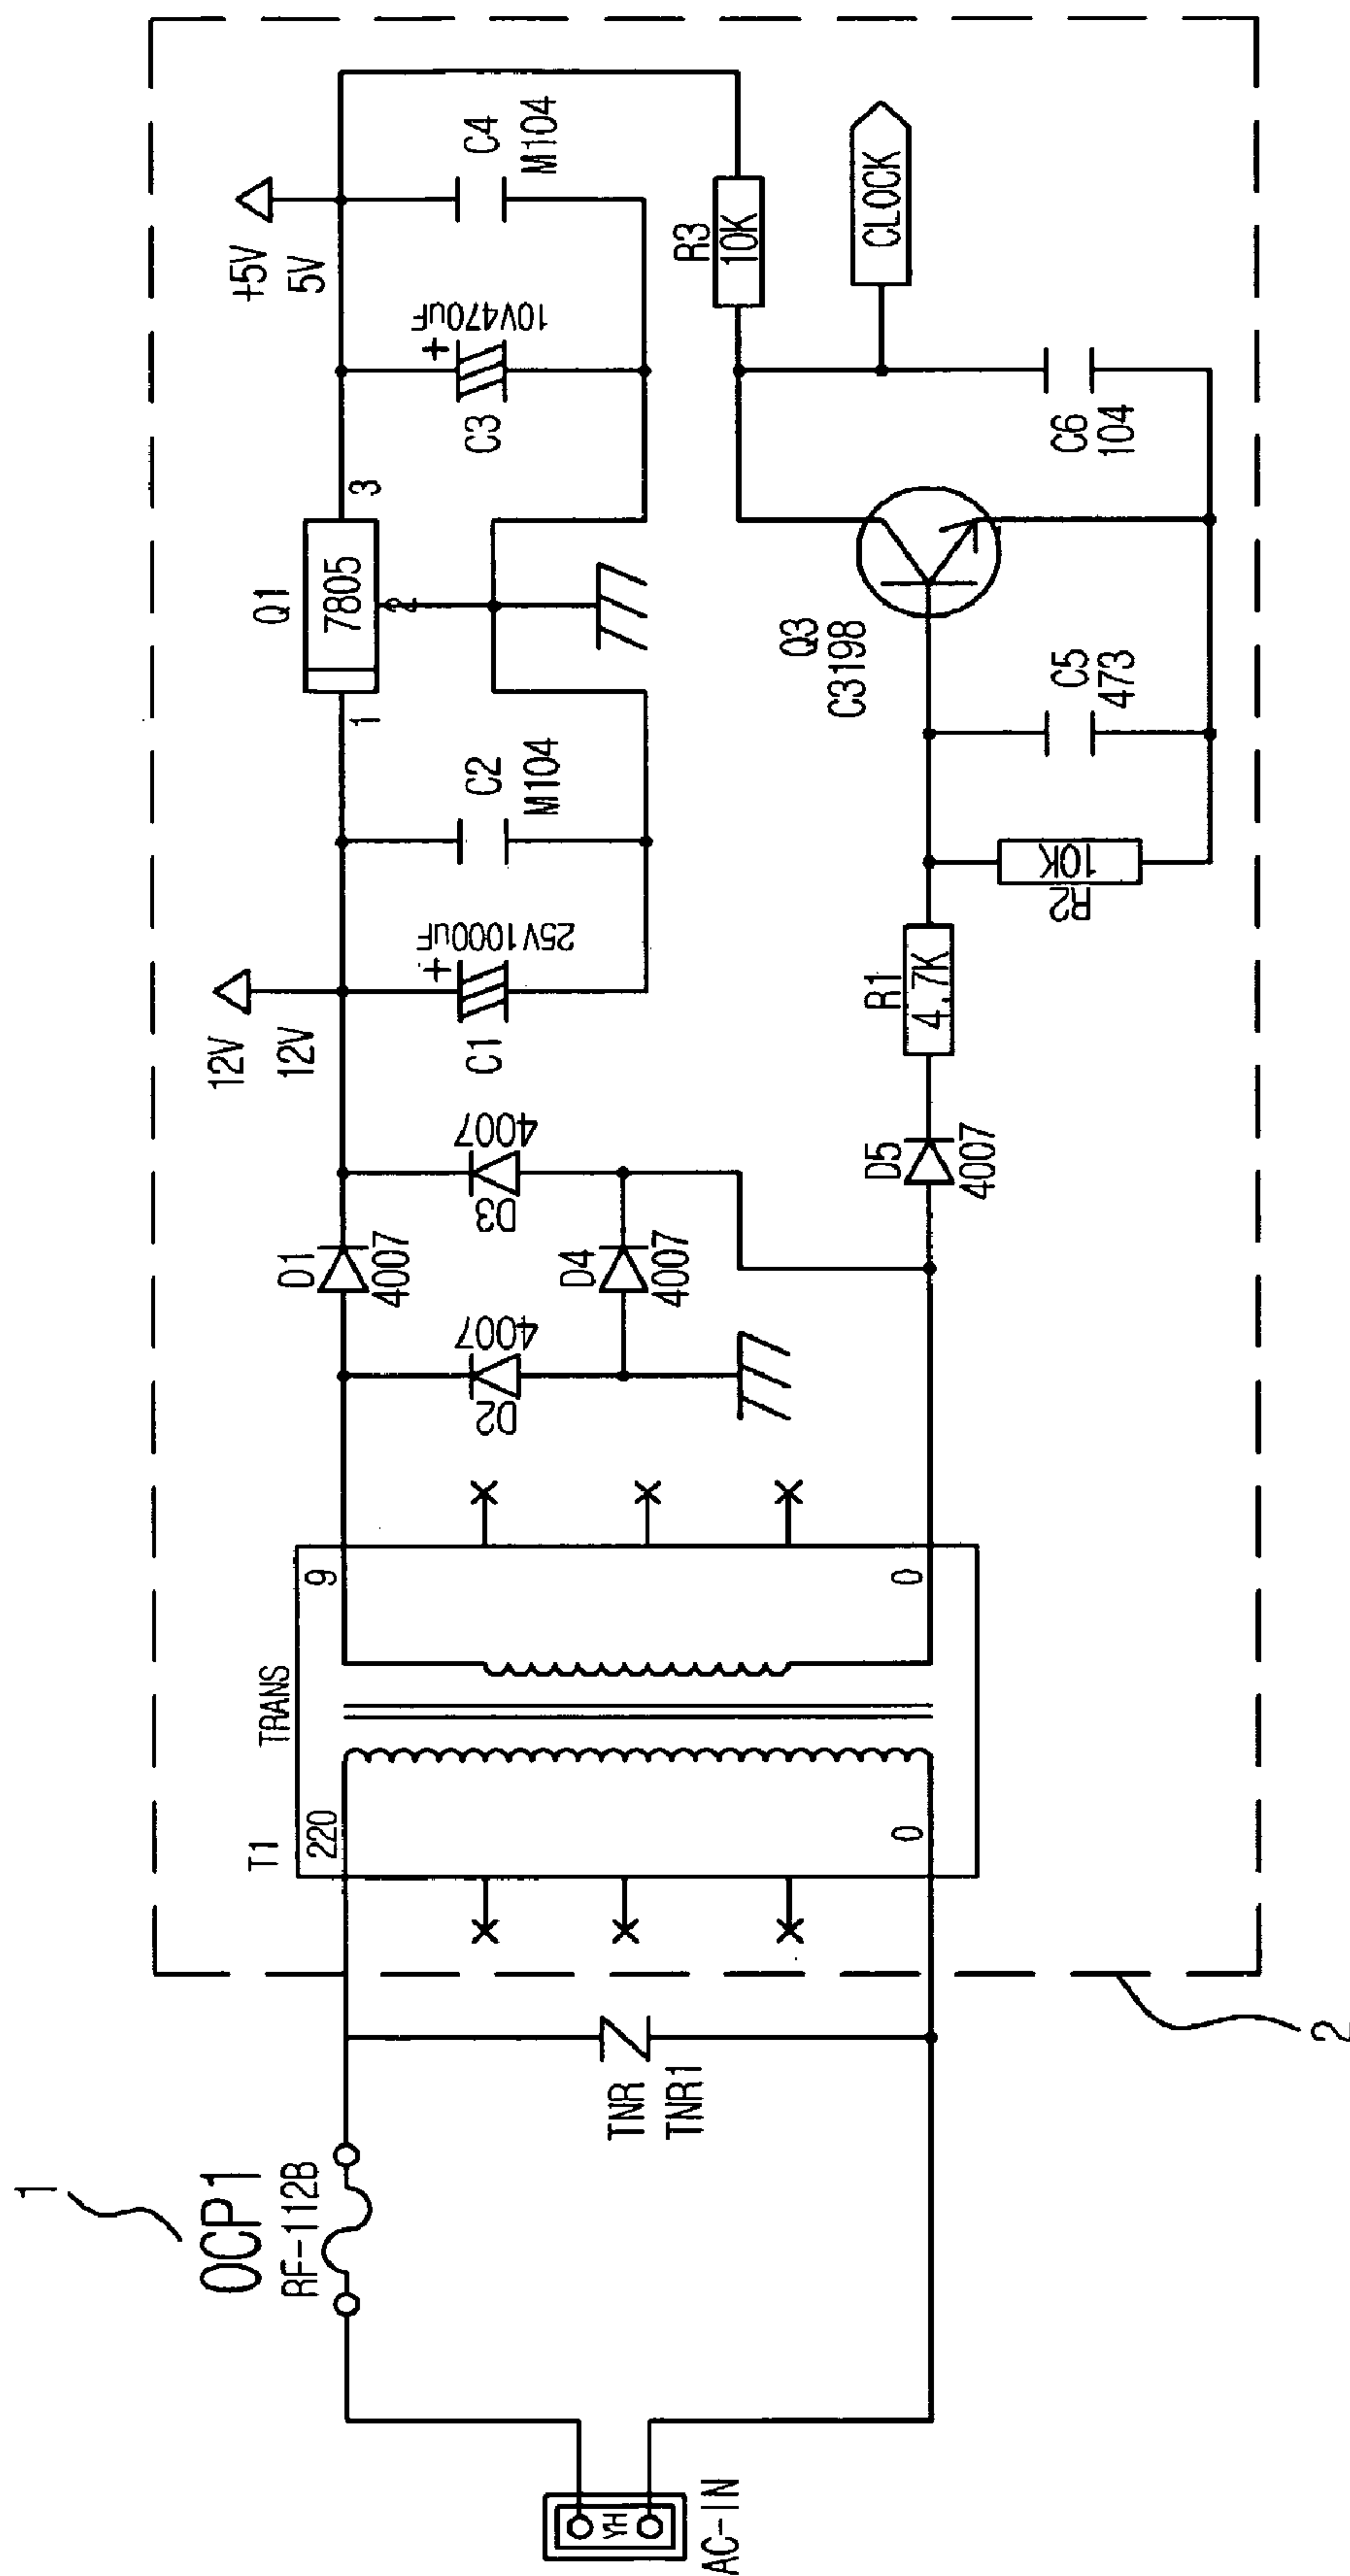 1
OCP1
RF-112B
AC-IN
YH
TNR
TNR1
2
T1
TRANS
220
0
9
0
D1
4007
D2
4007
D3
4007
D4
4007
D5
4007
12V
12V
C1
25V1000uF
+
C2
M104
Q1
7805
1
2
3
C3
10V470uF
+
+5V
5V
C4
M104
R1
4.7K
R2
10K
C5
473
Q3
C3198
R3
10K
C6
104
CLOCK